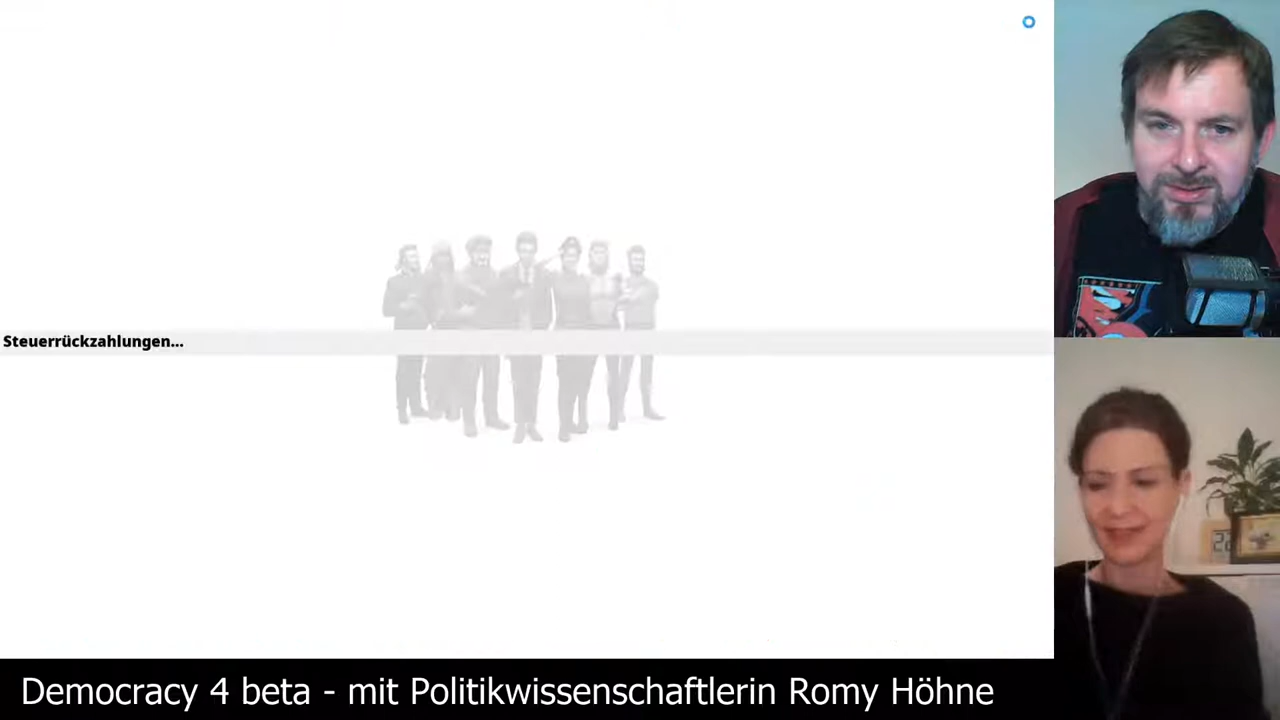 Steuerrückzahlungen...
Democracy 4 beta - mit Politikwissenschaftlerin Romy Höhne